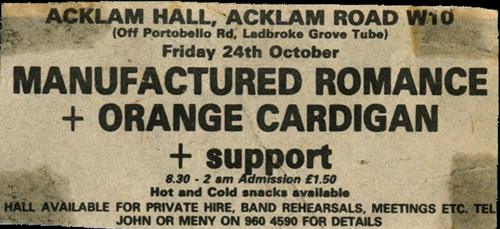 ACKLAM HALL, ACKLAM ROAD W10
(Off Portobello Rd, Ladbroke Grove Tube)
Friday 24th October
MANUFACTURED ROMANCE
+ ORANGE CARDIGAN
+ support
8.30 - 2 am Admission £1.50
Hot and Cold snacks available
HALL AVAILABLE FOR PRIVATE HIRE, BAND REHEARSALS, MEETINGS ETC. TEL
JOHN OR MENY ON 960 4590 FOR DETAILS